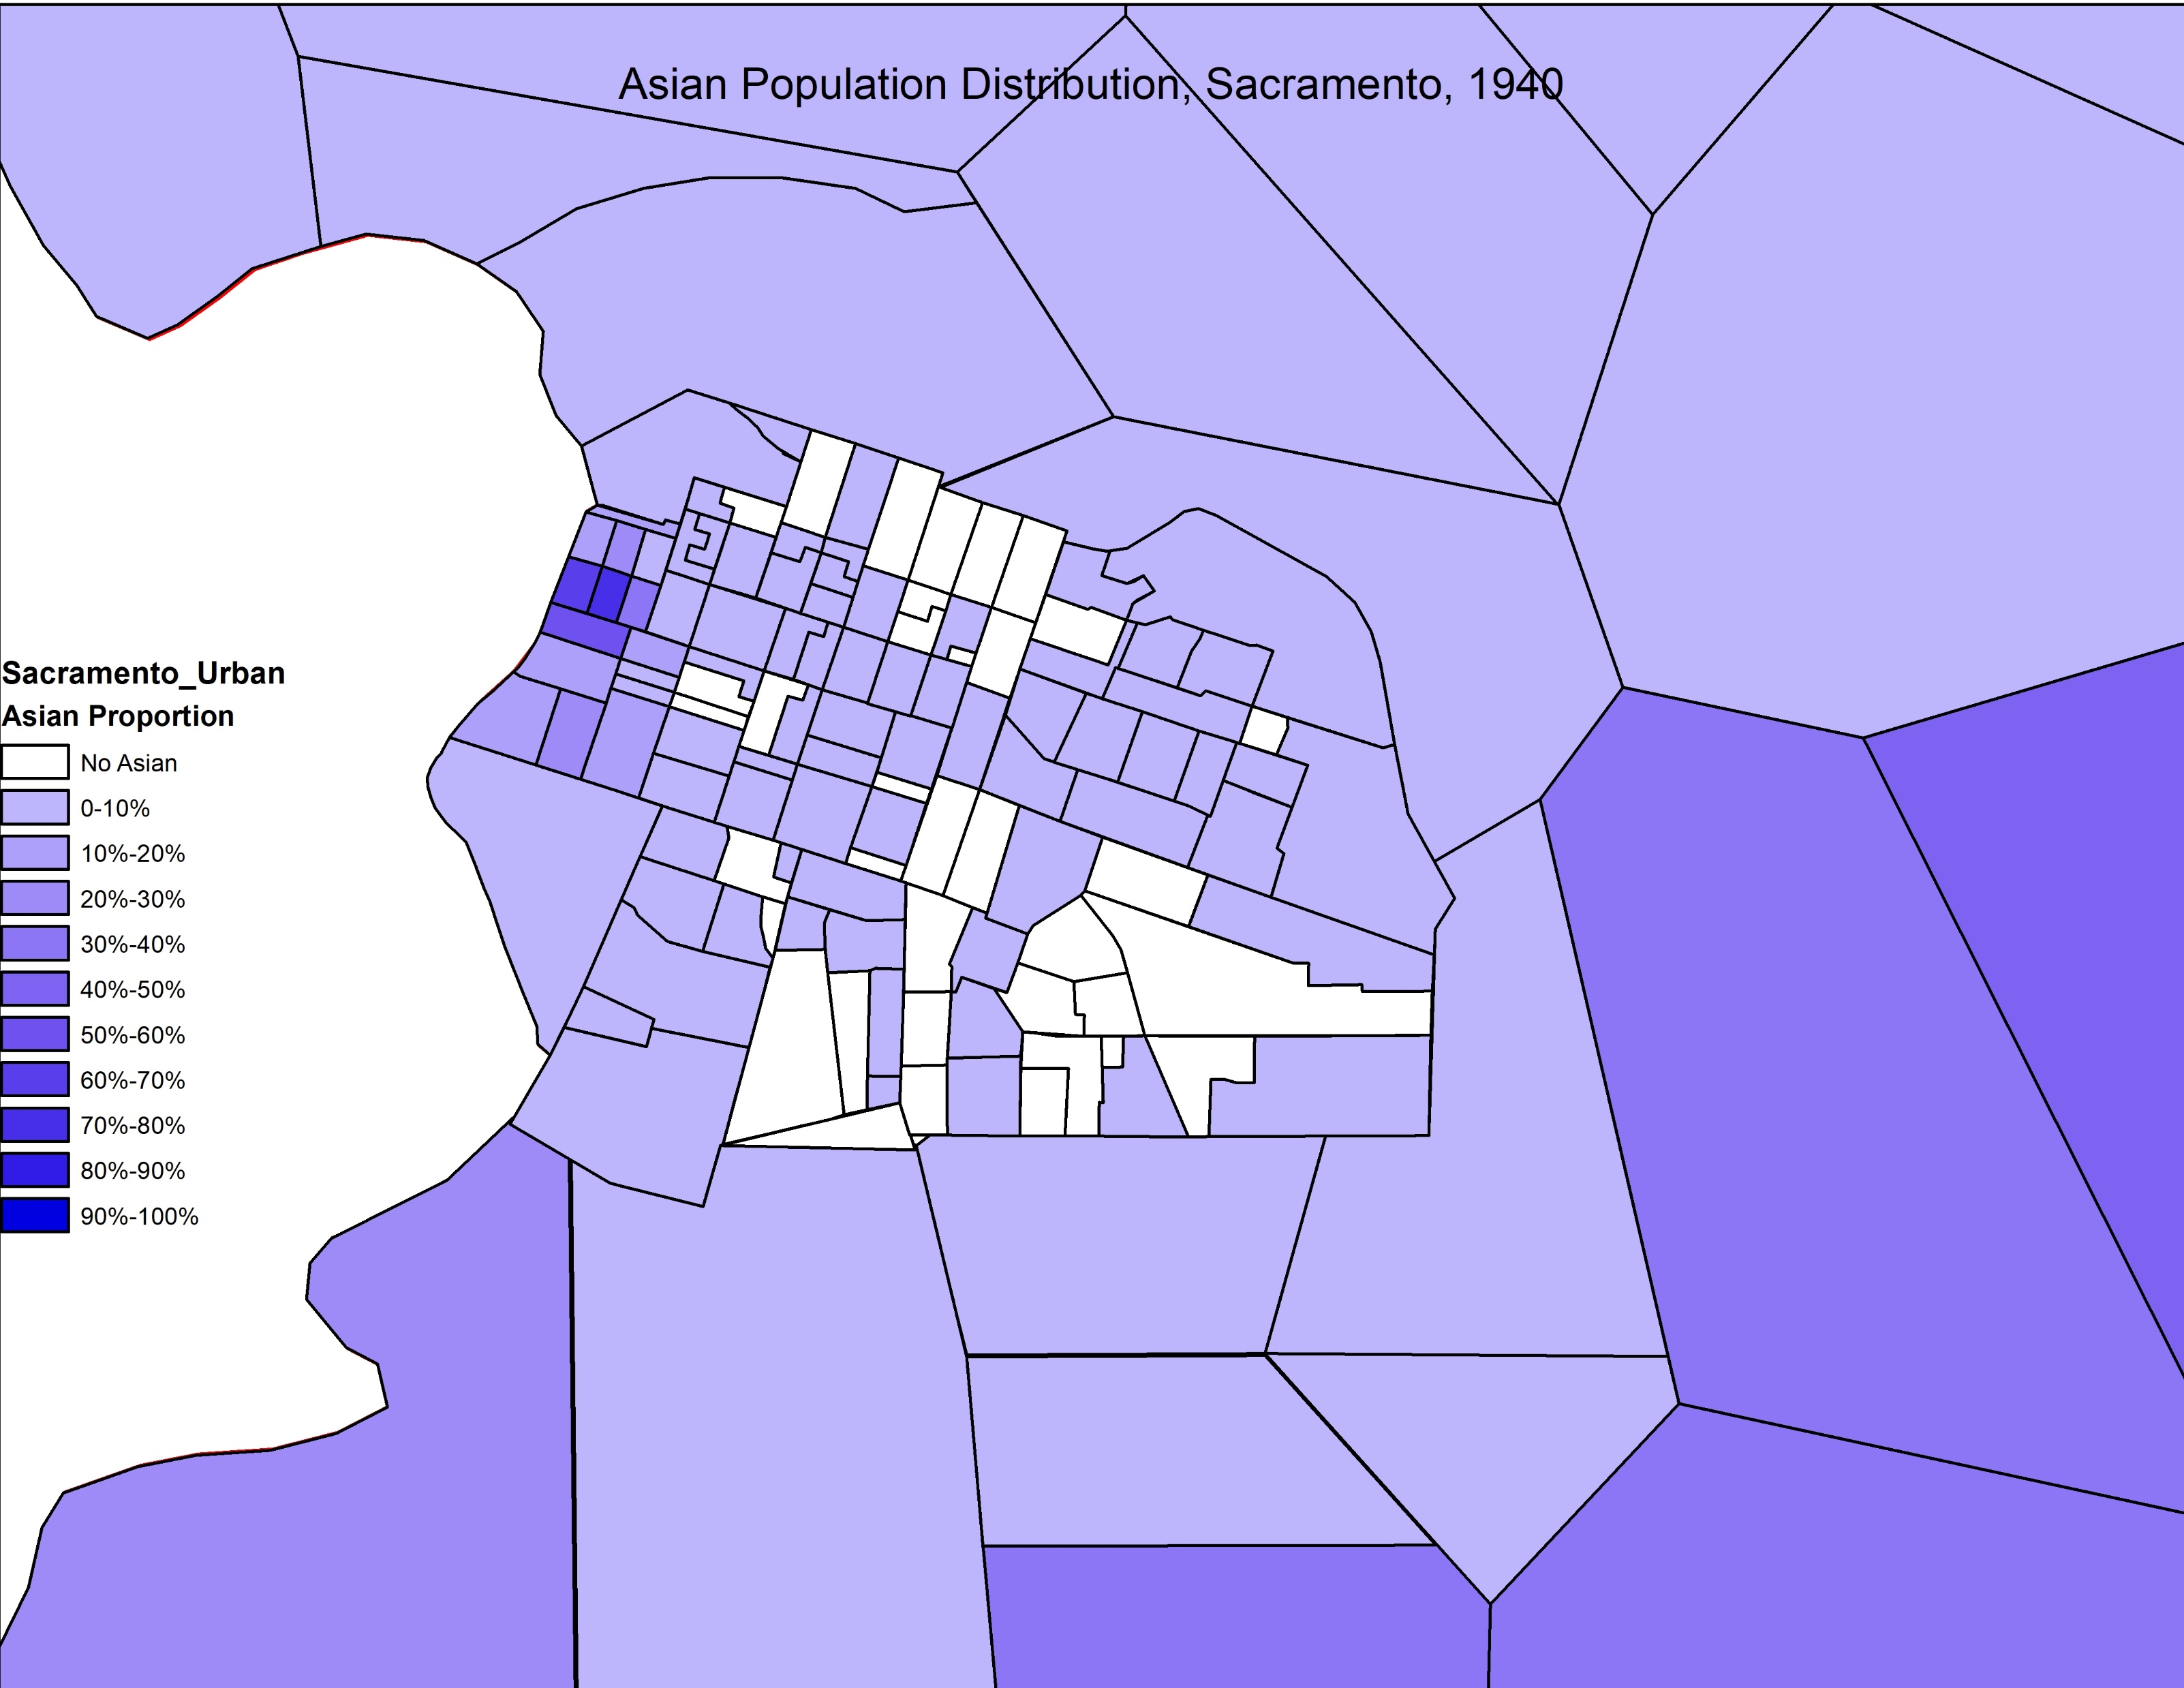 Asian Population Distribution, Sacramento, 1940
Sacramento_Urban
Asian Proportion
No Asian
0-10%
10%-20%
20%-30%
30%-40%
40%-50%
50%-60%
60%-70%
70%-80%
80%-90%
90%-100%